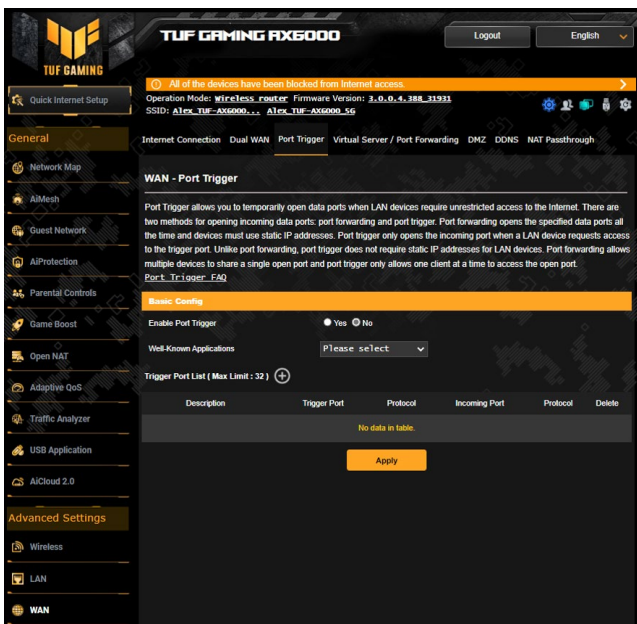 TUF GAMING
TUF GAMING AX6000
Logout
English
All of the devices have been blocked from Internet access.
Quick Internet Setup
Operation Mode: Wireless router Firmware Version: 3.0.0.4.388_31931
SSID: Alex_TUF-AX6000... Alex_TUF-AX6000_5G
General
Network Map
AiMesh
Guest Network
AiProtection
Parental Controls
Game Boost
Open NAT
Adaptive QoS
Traffic Analyzer
USB Application
AiCloud 2.0
Advanced Settings
Wireless
LAN
WAN
Internet Connection Dual WAN Port Trigger Virtual Server / Port Forwarding DMZ DDNS NAT Passthrough
WAN - Port Trigger
Port Trigger allows you to temporarily open data ports when LAN devices require unrestricted access to the Internet. There are
two methods for opening incoming data ports: port forwarding and port trigger. Port forwarding opens the specified data ports all
the time and devices must use static IP addresses. Port trigger only opens the incoming port when a LAN device requests access
to the trigger port. Unlike port forwarding, port trigger does not require static IP addresses for LAN devices. Port forwarding allows
multiple devices to share a single open port and port trigger only allows one client at a time to access the open port.
Port Trigger FAQ
Basic Config
Enable Port Trigger Yes No
Well-Known Applications Please select
Trigger Port List ( Max Limit : 32 )
Description Trigger Port Protocol Incoming Port Protocol Delete
No data in table.
Apply